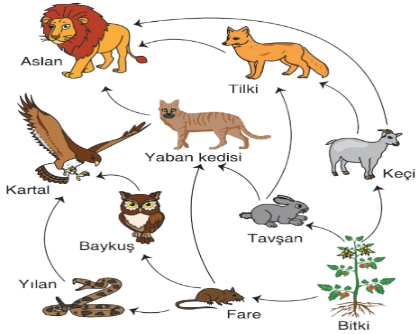 Aslan
Tilki
Yaban kedisi
Keçi
Kartal
Baykuş
Tavşan
Yılan
Fare
Bitki